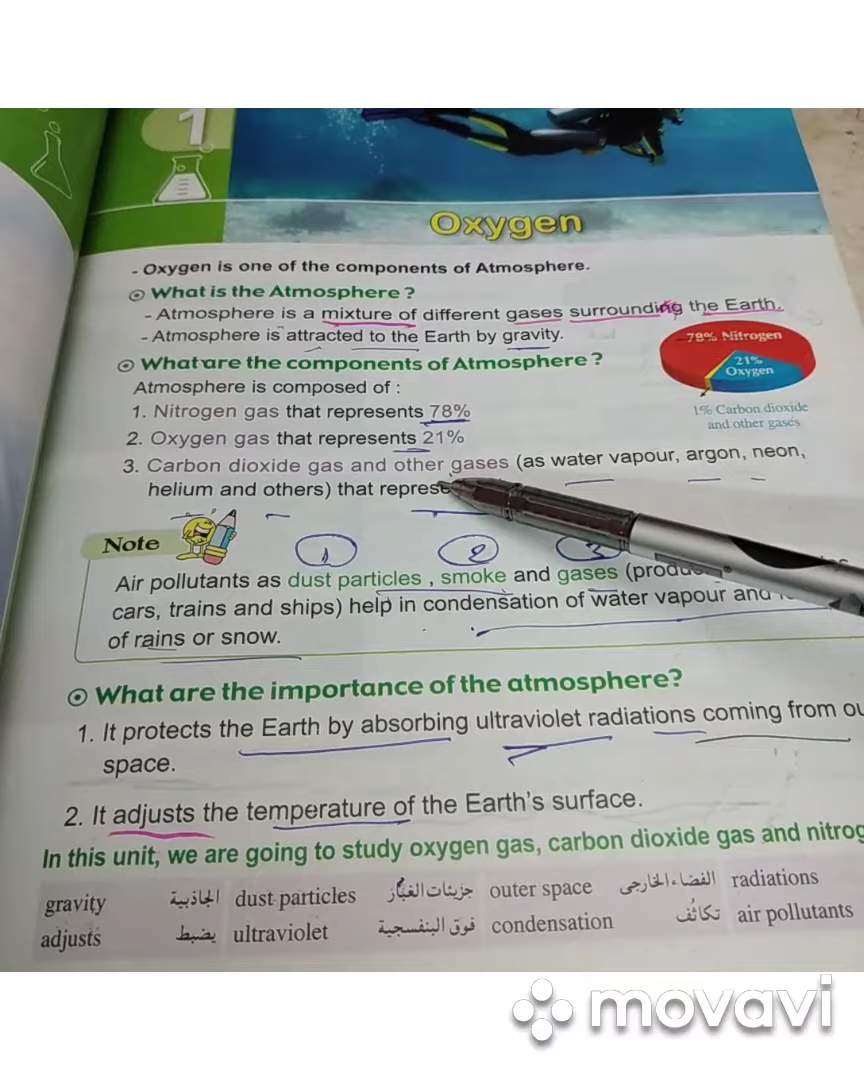 1
Oxygen
- Oxygen is one of the components of Atmosphere.
What is the Atmosphere?
- Atmosphere is a mixture of different gases surrounding the Earth.
- Atmosphere is attracted to the Earth by gravity.
What are the components of Atmosphere?
Atmosphere is composed of :
1. Nitrogen gas that represents 78%
2. Oxygen gas that represents 21%
3. Carbon dioxide gas and other gases (as water vapour, argon, neon,
helium and others) that represe
78% Nitrogen
21%
Oxygen
1% Carbon dioxide
and other gases
Note
1 2 3
Air pollutants as dust particles , smoke and gases
cars, trains and ships) help in condensation of water vapour and
of rains or snow.
What are the importance of the atmosphere?
1. It protects the Earth by absorbing ultraviolet radiations coming from ou
space.
2. It adjusts the temperature of the Earth's surface.
In this unit, we are going to study oxygen gas, carbon dioxide gas and nitrog
gravity الجاذبية dust particles جزيئات الغبار outer space الفضاء الخارجى radiations
adjusts يضبط ultraviolet فوق البنفسجية condensation تكاثُف air pollutants
movavi